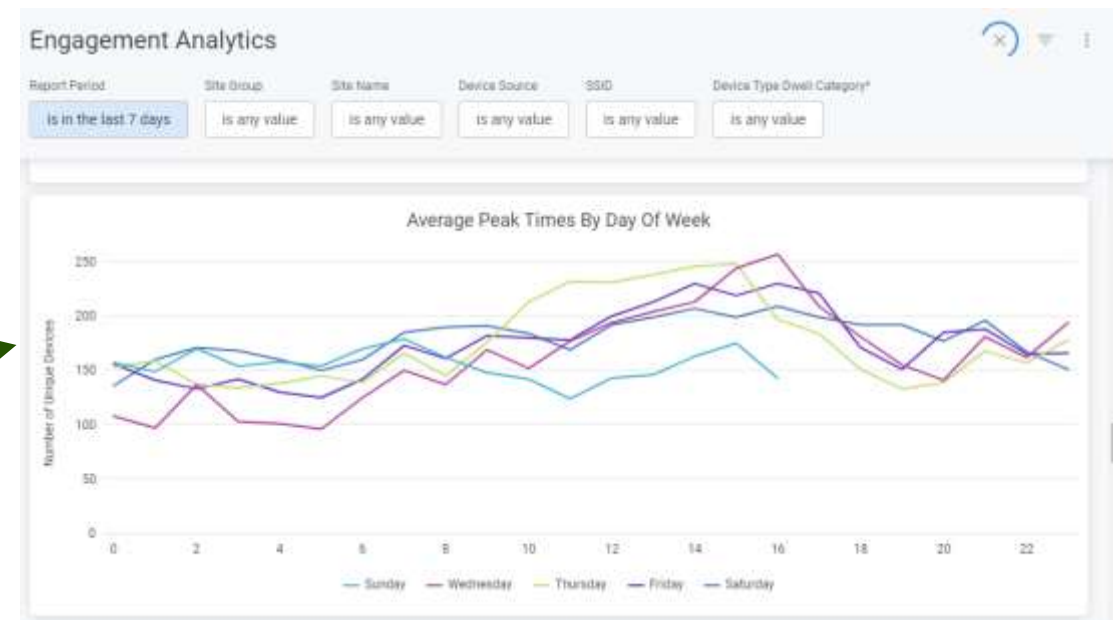 Engagement Analytics
Report Period Site Group Site Name Device Source SSID Device Type Dwell Category*
is in the last 7 days is any value is any value is any value is any value is any value
Average Peak Times By Day Of Week
Number of Unique Devices
250
200
150
100
50
0
0 2 4 6 8 10 12 14 16 18 20 22
Sunday Wednesday Thursday Friday Saturday